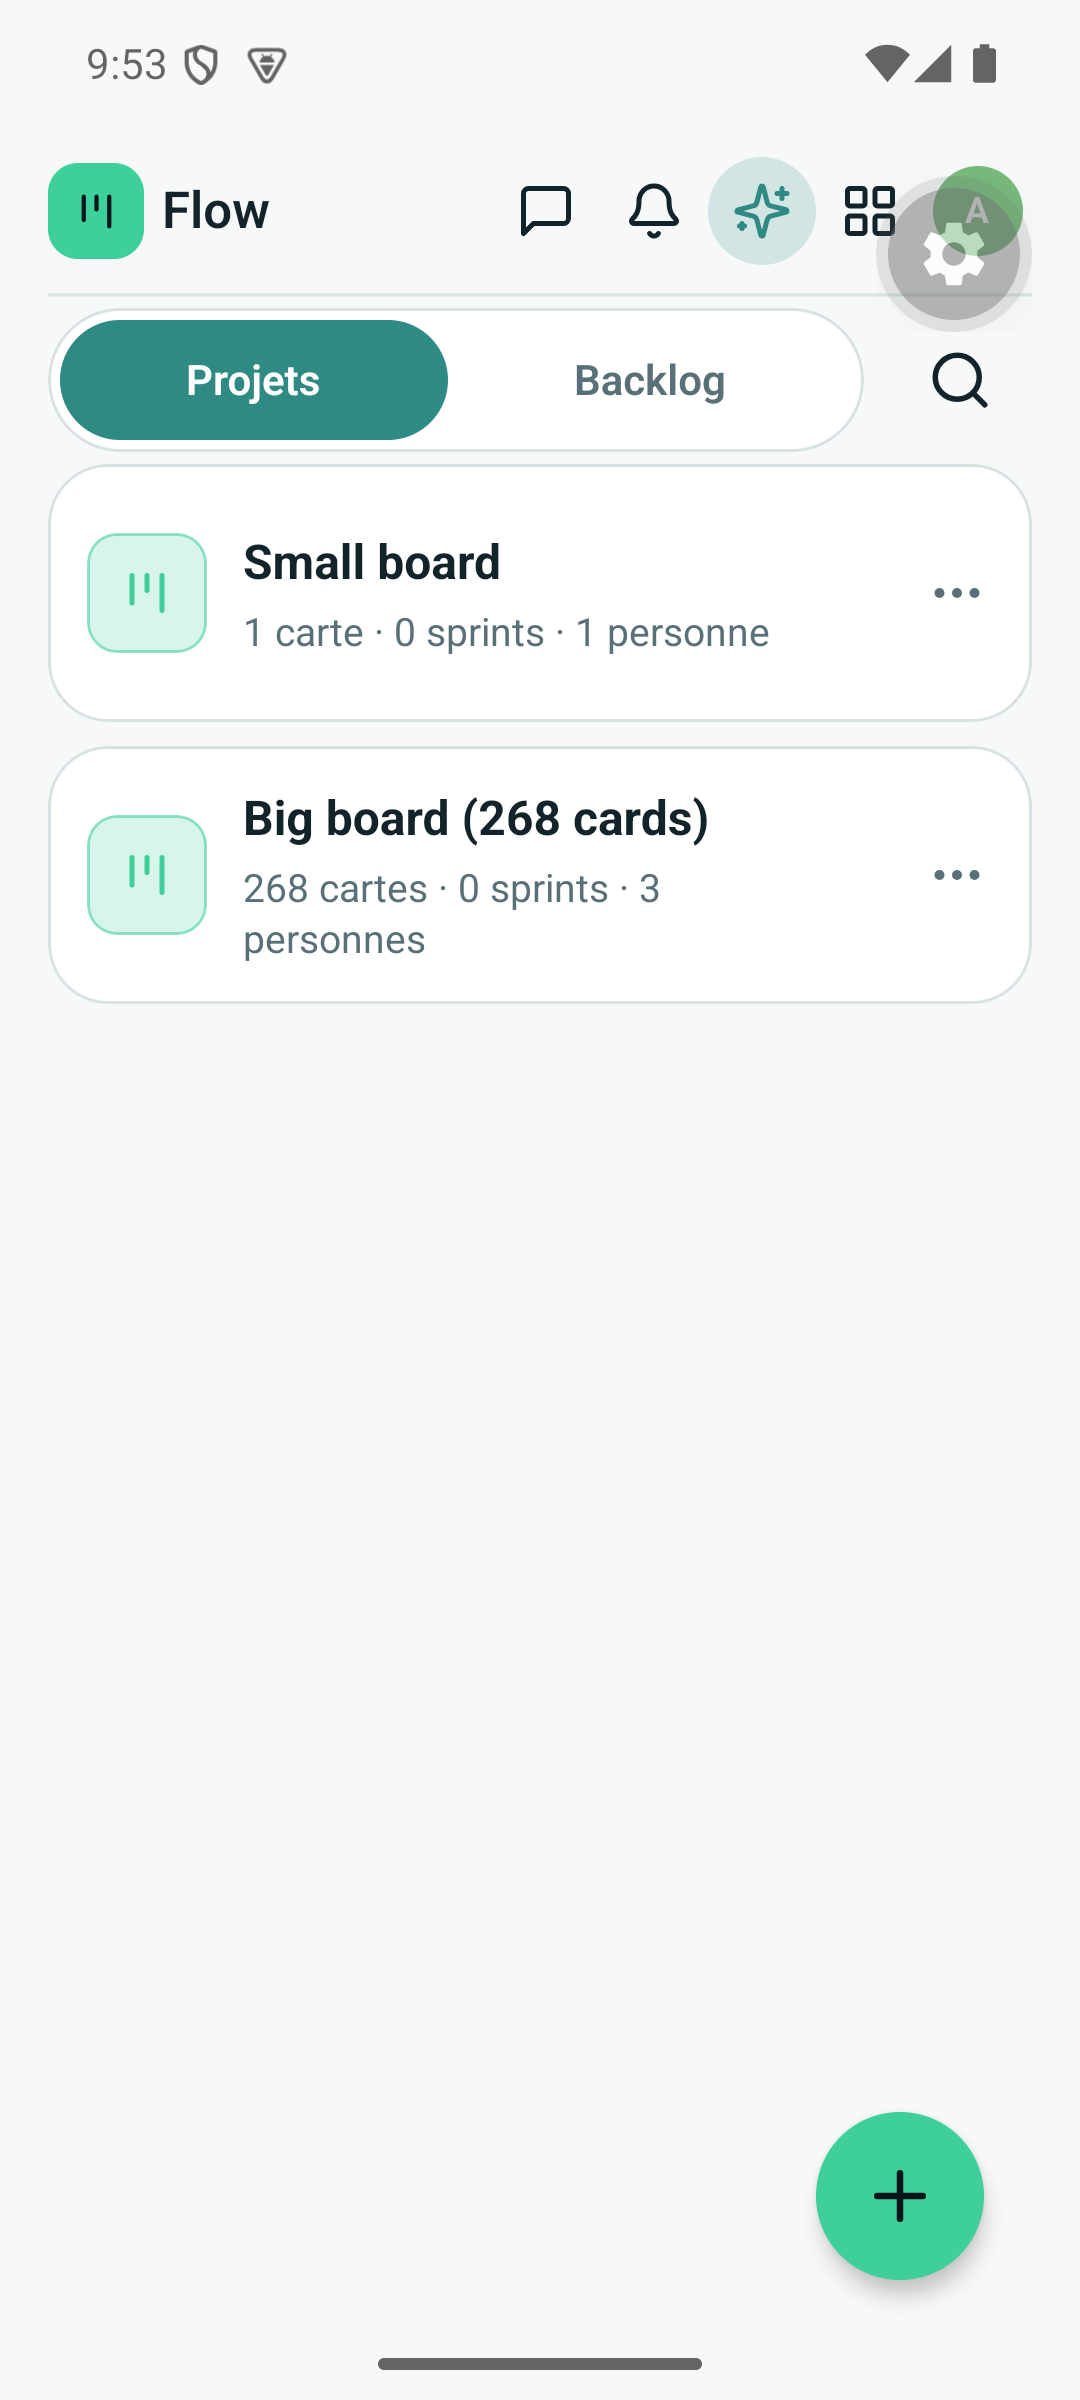 9:53
Flow
A
Projets
Backlog
Small board
1 carte · 0 sprints · 1 personne
Big board (268 cards)
268 cartes · 0 sprints · 3
personnes